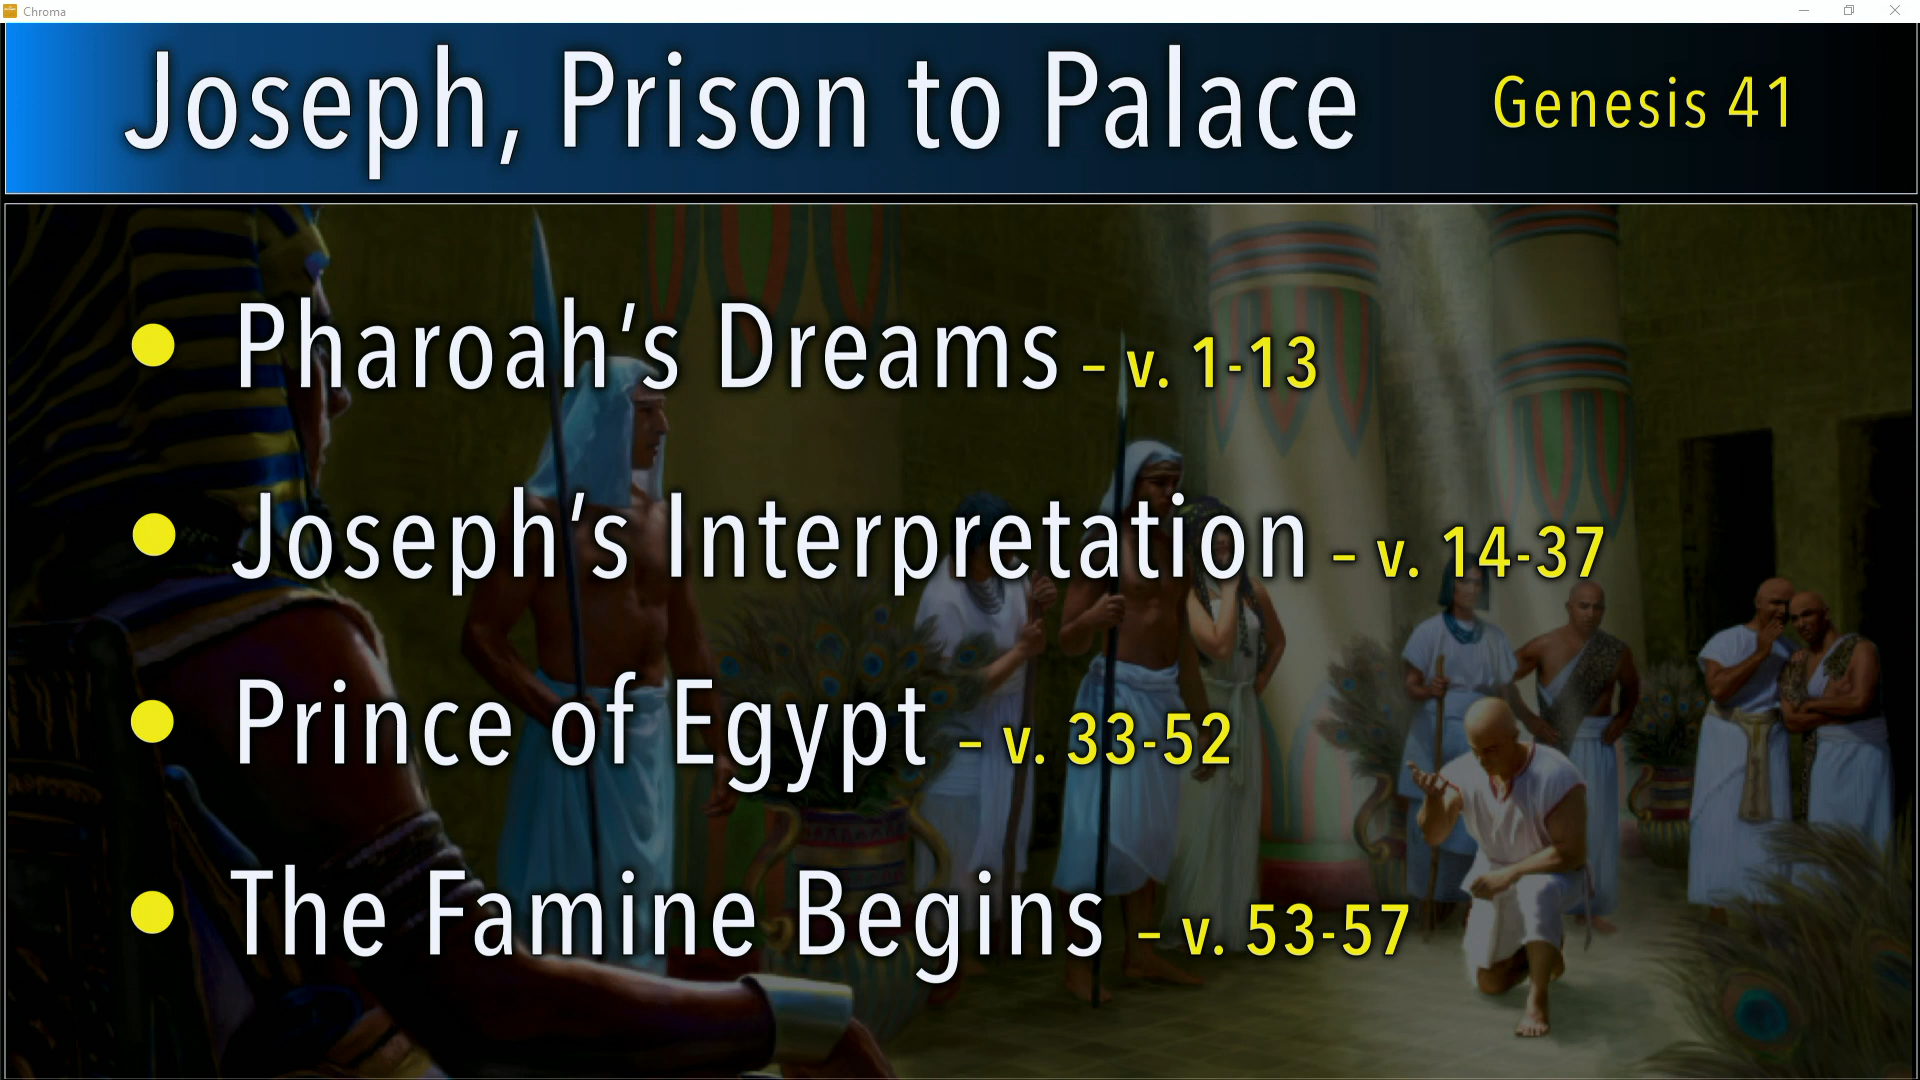 Chroma
Joseph, Prison to Palace Genesis 41
• Pharoah’s Dreams – v. 1-13
• Joseph’s Interpretation – v. 14-37
• Prince of Egypt – v. 33-52
• The Famine Begins – v. 53-57